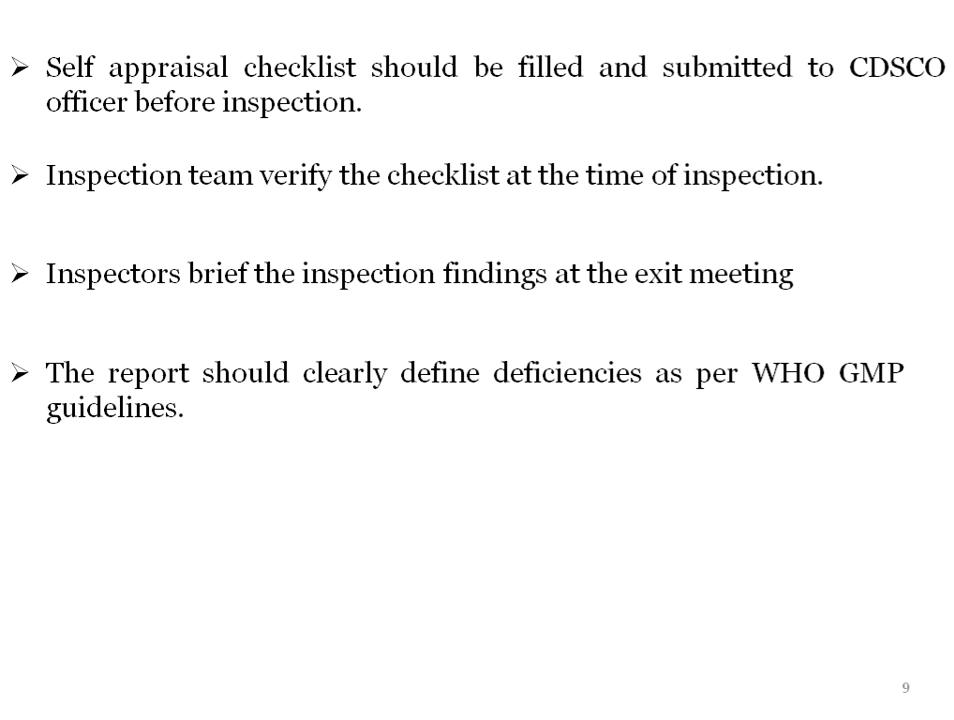 ➢ Self appraisal checklist should be filled and submitted to CDSCO
officer before inspection.
➢ Inspection team verify the checklist at the time of inspection.
➢ Inspectors brief the inspection findings at the exit meeting
➢ The report should clearly define deficiencies as per WHO GMP
guidelines.
9